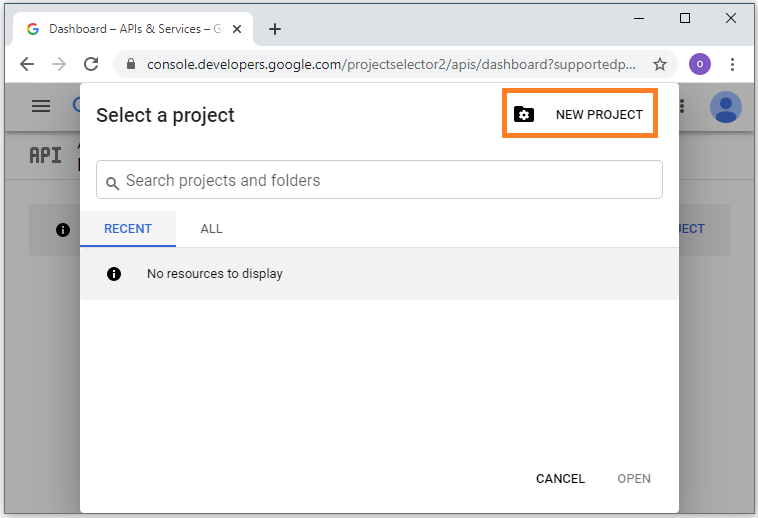 Dashboard – APIs & Services – G
console.developers.google.com/projectselector2/apis/dashboard?supportedp...
O
Select a project
NEW PROJECT
API
Search projects and folders
RECENT
ALL
JECT
No resources to display
CANCEL
OPEN